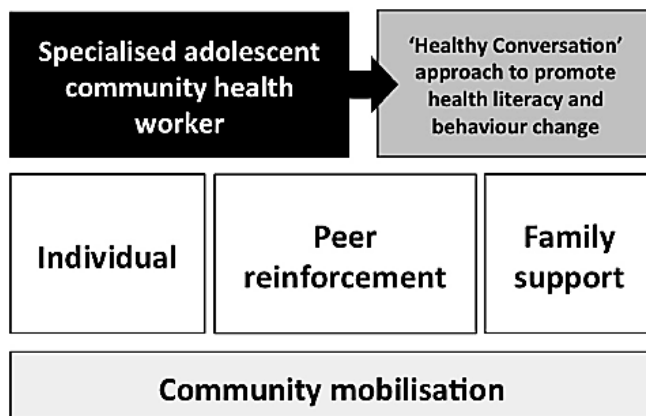 Specialised adolescent
community health
worker
‘Healthy Conversation’
approach to promote
health literacy and
behaviour change
Individual
Peer
reinforcement
Family
support
Community mobilisation